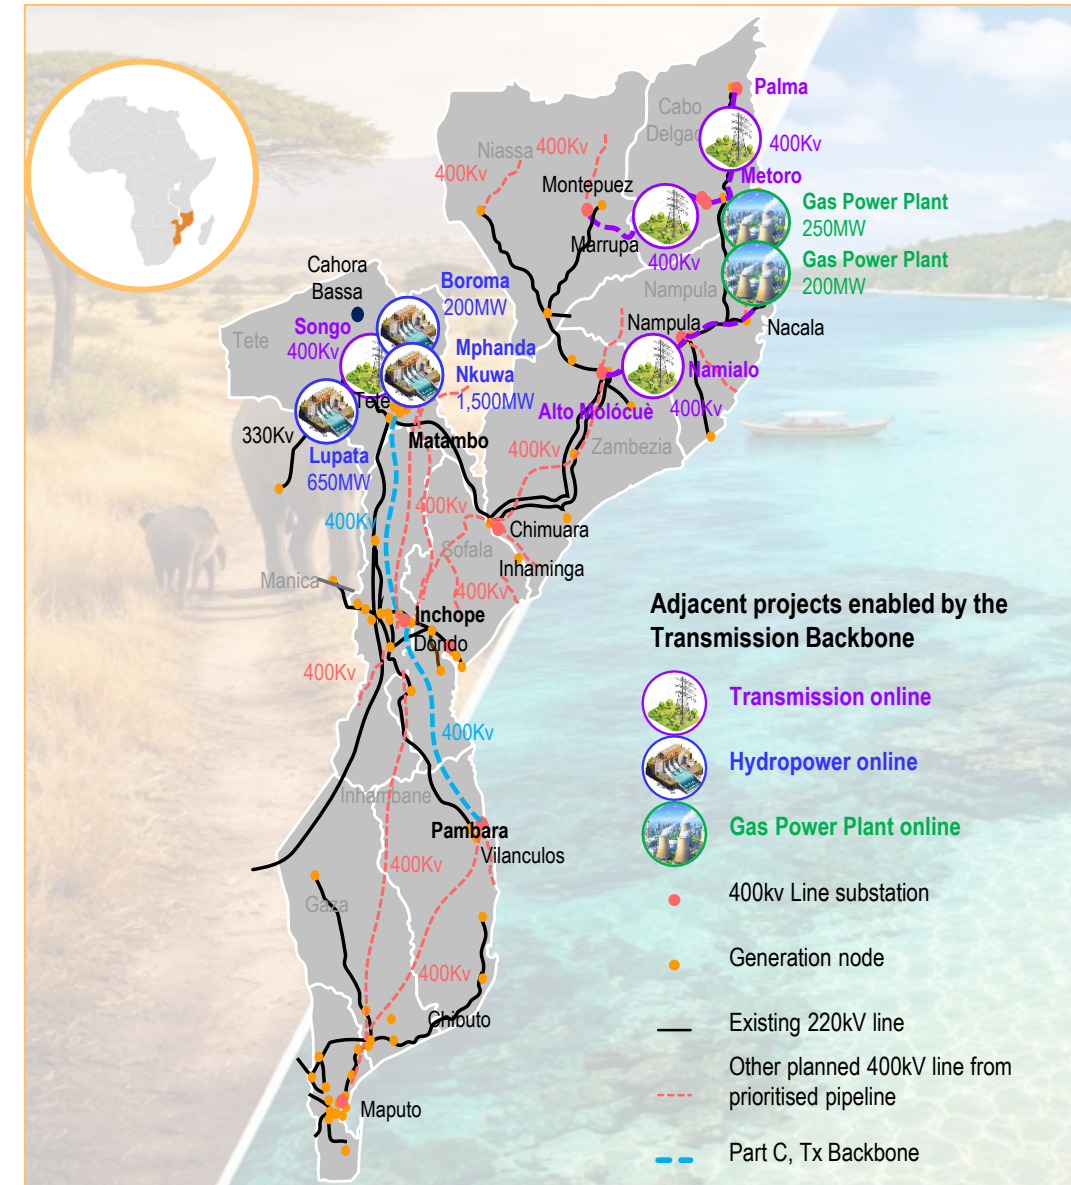 Palma
Cabo
Delgad
400Kv
400Kv
Niassa
400Kv
Metoro
Montepuez
Gas Power Plant
250MW
Marrupa
400Kv
Gas Power Plant
200MW
Cahora
Bassa
Boroma
200MW
Nampula
Songo
400Kv
Tete
Nampula
Nacala
Mphanda
Nkuwa
1,500MW
Namialo
Tete
Alto Molócuè
400Kv
330Kv
Matambo
400Kv
Zambezia
Lupata
650MW
400Kv
400Kv
Chimuara
Sofala
Inhaminga
Manica
400Kv
Inchope
Dondo
400Kv
400Kv
Inhambane
Pambara
Vilanculos
400Kv
Gaza
400Kv
Chibuto
Maputo
Adjacent projects enabled by the
Transmission Backbone
Transmission online
Hydropower online
Gas Power Plant online
400kv Line substation
Generation node
Existing 220kV line
Other planned 400kV line from
prioritised pipeline
Part C, Tx Backbone